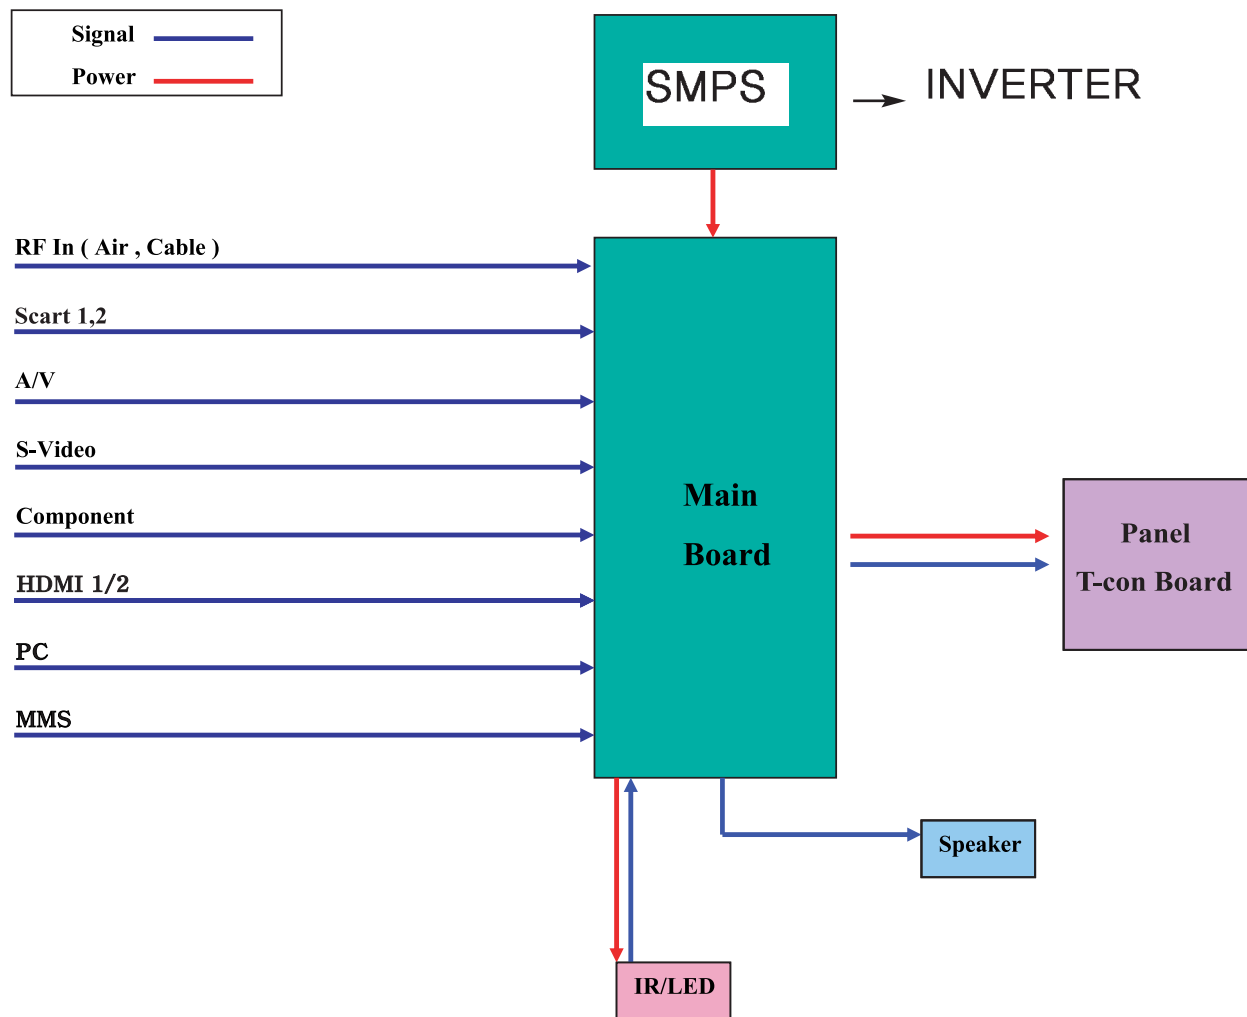 Signal
Power
SMPS
INVERTER
RF In ( Air , Cable )
Scart 1,2
A/V
S-Video
Component
HDMI 1/2
PC
MMS
Main
Board
Panel
T-con Board
Speaker
IR/LED